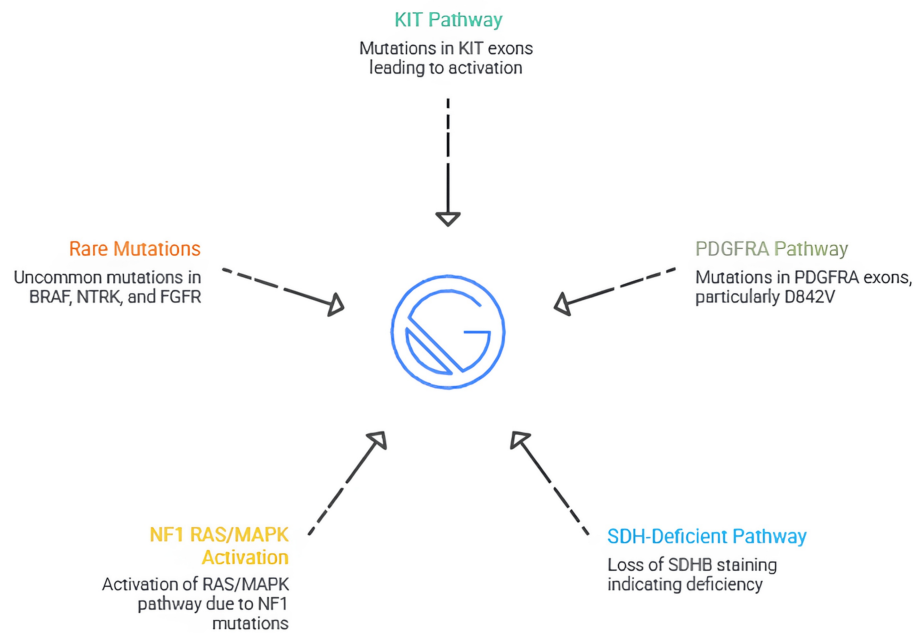 KIT Pathway
Mutations in KIT exons
leading to activation
Rare Mutations
Uncommon mutations in
BRAF, NTRK, and FGFR
PDGFRA Pathway
Mutations in PDGFRA exons,
particularly D842V
NF1 RAS/MAPK
Activation
Activation of RAS/MAPK
pathway due to NF1
mutations
SDH-Deficient Pathway
Loss of SDHB staining
indicating deficiency